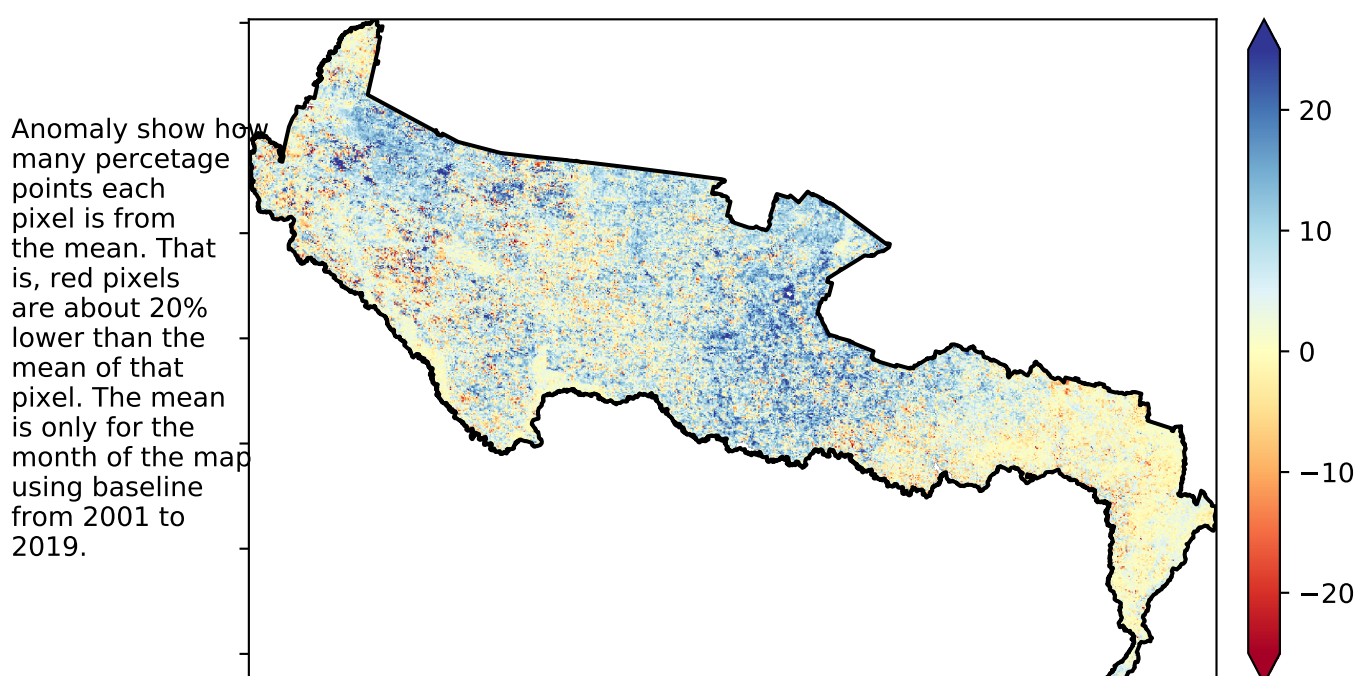 Anomaly show how
many percetage
points each
pixel is from
the mean. That
is, red pixels
are about 20%
lower than the
mean of that
pixel. The mean
is only for the
month of the map
using baseline
from 2001 to
2019.
20
10
0
−10
−20